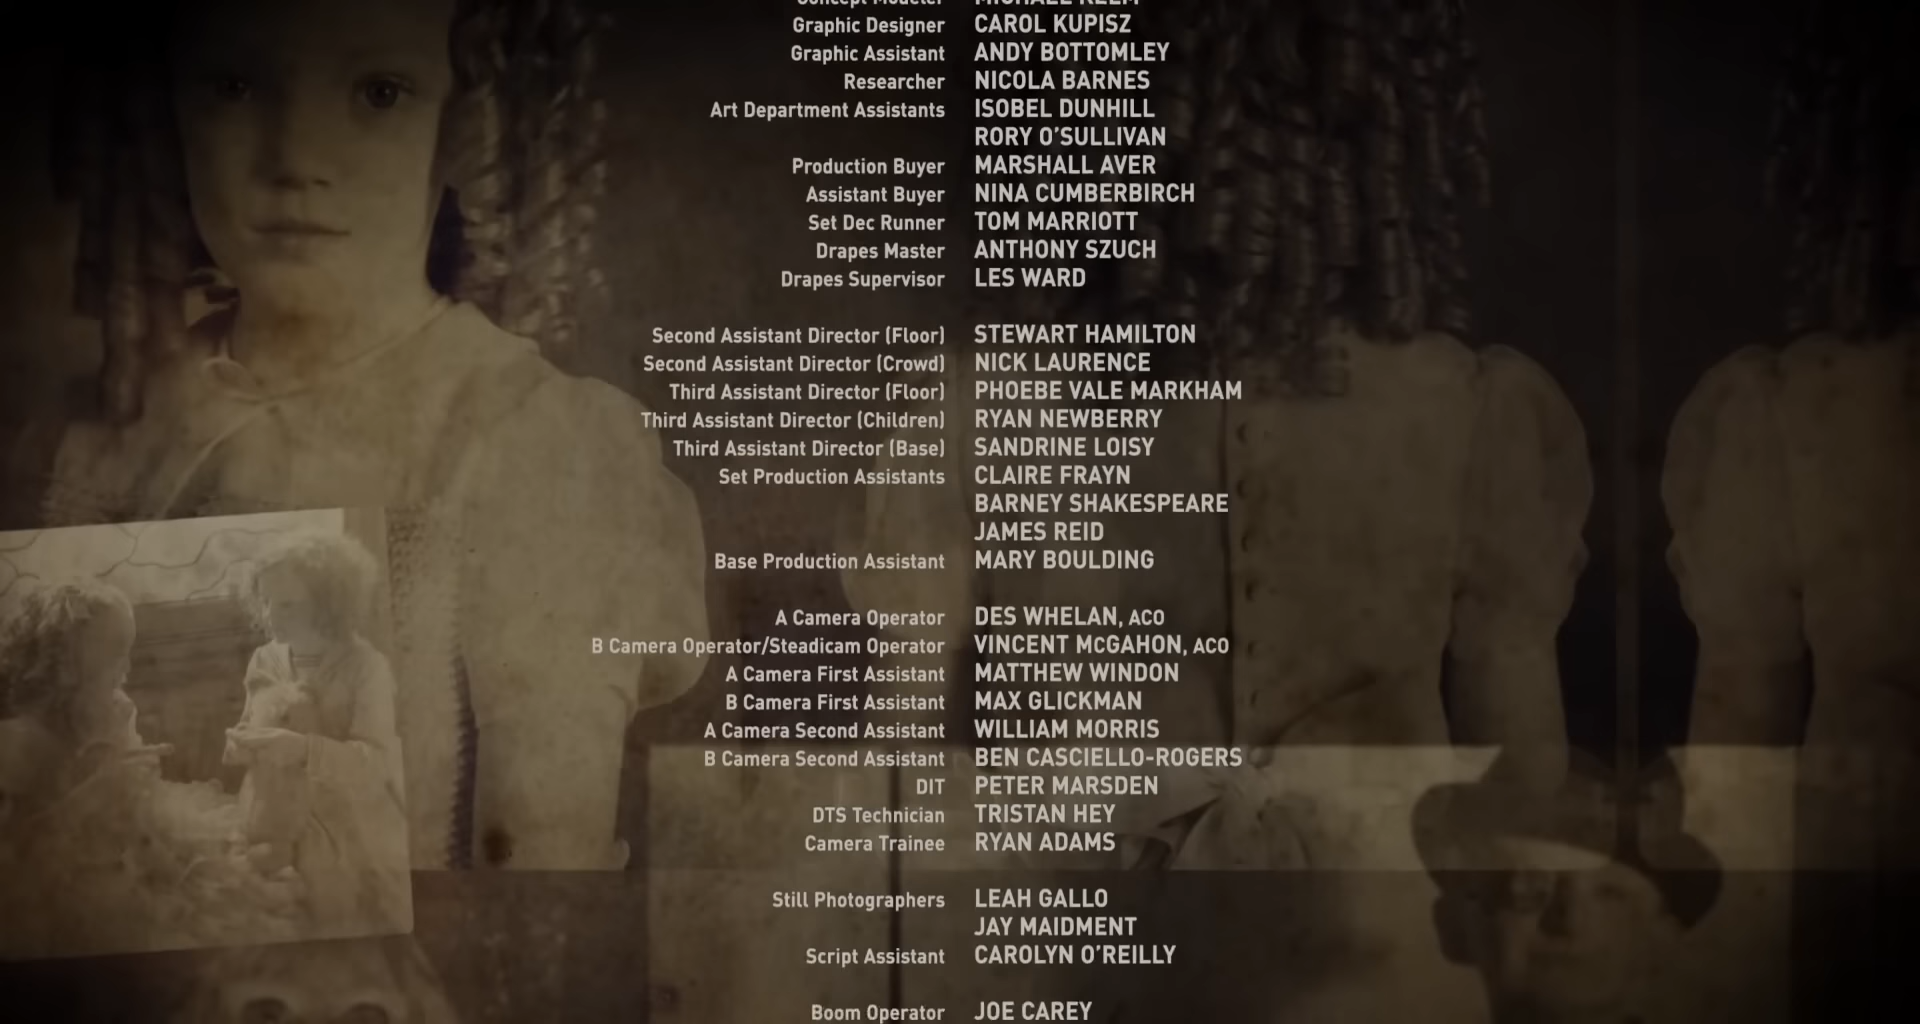 Concept Modeler MICHAEL KELM
Graphic Designer CAROL KUPISZ
Graphic Assistant ANDY BOTTOMLEY
Researcher NICOLA BARNES
Art Department Assistants ISOBEL DUNHILL
RORY O'SULLIVAN
Production Buyer MARSHALL AVER
Assistant Buyer NINA CUMBERBIRCH
Set Dec Runner TOM MARRIOTT
Drapes Master ANTHONY SZUCH
Drapes Supervisor LES WARD
Second Assistant Director (Floor) STEWART HAMILTON
Second Assistant Director (Crowd) NICK LAURENCE
Third Assistant Director (Floor) PHOEBE VALE MARKHAM
Third Assistant Director (Children) RYAN NEWBERRY
Third Assistant Director (Base) SANDRINE LOISY
Set Production Assistants CLAIRE FRAYN
BARNEY SHAKESPEARE
JAMES REID
Base Production Assistant MARY BOULDING
A Camera Operator DES WHELAN, ACO
B Camera Operator/Steadicam Operator VINCENT McGAHON, ACO
A Camera First Assistant MATTHEW WINDON
B Camera First Assistant MAX GLICKMAN
A Camera Second Assistant WILLIAM MORRIS
B Camera Second Assistant BEN CASCIELLO-ROGERS
DIT PETER MARSDEN
DTS Technician TRISTAN HEY
Camera Trainee RYAN ADAMS
Still Photographers LEAH GALLO
JAY MAIDMENT
Script Assistant CAROLYN O'REILLY
Boom Operator JOE CAREY